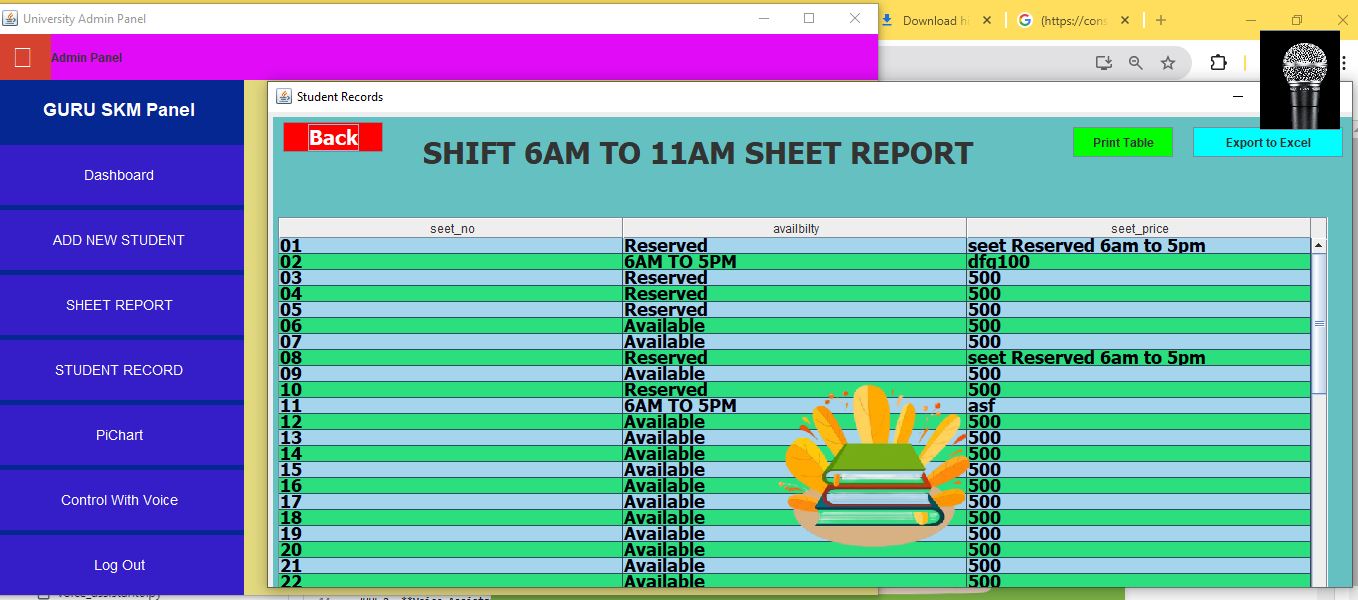 University Admin Panel
Download hi
(https://cons
Admin Panel
GURU SKM Panel
Dashboard
ADD NEW STUDENT
SHEET REPORT
STUDENT RECORD
PiChart
Control With Voice
Log Out
Student Records
Back
SHIFT 6AM TO 11AM SHEET REPORT
Print Table
Export to Excel
seet_no availbilty seet_price
01 Reserved seet Reserved 6am to 5pm
02 6AM TO 5PM dfq100
03 Reserved 500
04 Reserved 500
05 Reserved 500
06 Available 500
07 Available 500
08 Reserved seet Reserved 6am to 5pm
09 Available 500
10 Reserved 500
11 6AM TO 5PM asf
12 Available 500
13 Available 500
14 Available 500
15 Available 500
16 Available 500
17 Available 500
18 Available 500
19 Available 500
20 Available 500
21 Available 500
22 Available 500